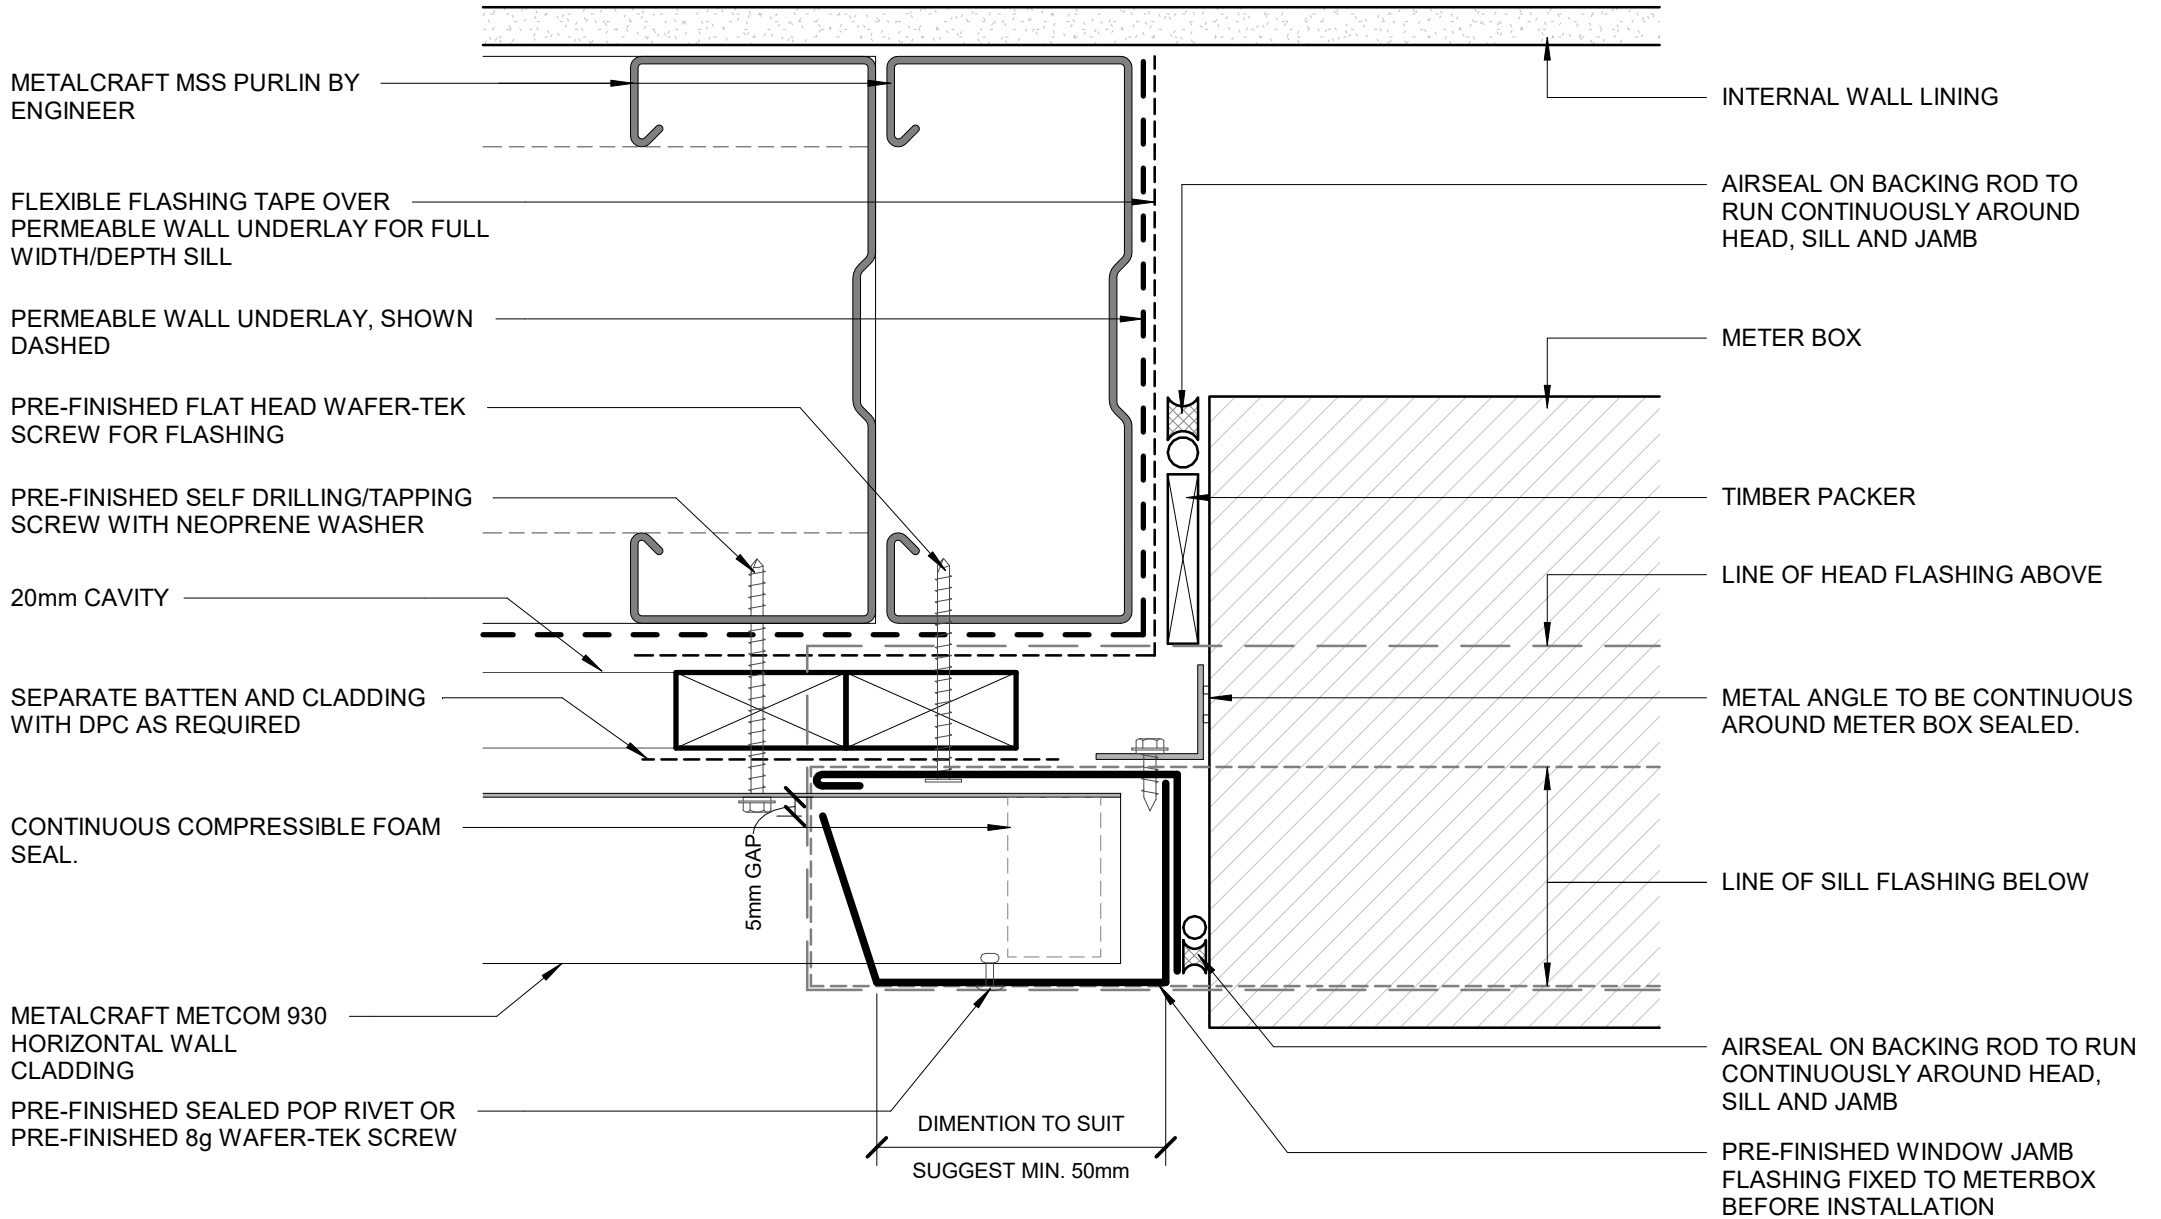 METALCRAFT MSS PURLIN BY
ENGINEER
FLEXIBLE FLASHING TAPE OVER
PERMEABLE WALL UNDERLAY FOR FULL
WIDTH/DEPTH SILL
PERMEABLE WALL UNDERLAY, SHOWN
DASHED
PRE-FINISHED FLAT HEAD WAFER-TEK
SCREW FOR FLASHING
PRE-FINISHED SELF DRILLING/TAPPING
SCREW WITH NEOPRENE WASHER
20mm CAVITY
SEPARATE BATTEN AND CLADDING
WITH DPC AS REQUIRED
CONTINUOUS COMPRESSIBLE FOAM
SEAL.
METALCRAFT METCOM 930
HORIZONTAL WALL
CLADDING
PRE-FINISHED SEALED POP RIVET OR
PRE-FINISHED 8g WAFER-TEK SCREW
5mm GAP
DIMENTION TO SUIT
SUGGEST MIN. 50mm
INTERNAL WALL LINING
AIRSEAL ON BACKING ROD TO
RUN CONTINUOUSLY AROUND
HEAD, SILL AND JAMB
METER BOX
TIMBER PACKER
LINE OF HEAD FLASHING ABOVE
METAL ANGLE TO BE CONTINUOUS
AROUND METER BOX SEALED.
LINE OF SILL FLASHING BELOW
AIRSEAL ON BACKING ROD TO RUN
CONTINUOUSLY AROUND HEAD,
SILL AND JAMB
PRE-FINISHED WINDOW JAMB
FLASHING FIXED TO METERBOX
BEFORE INSTALLATION